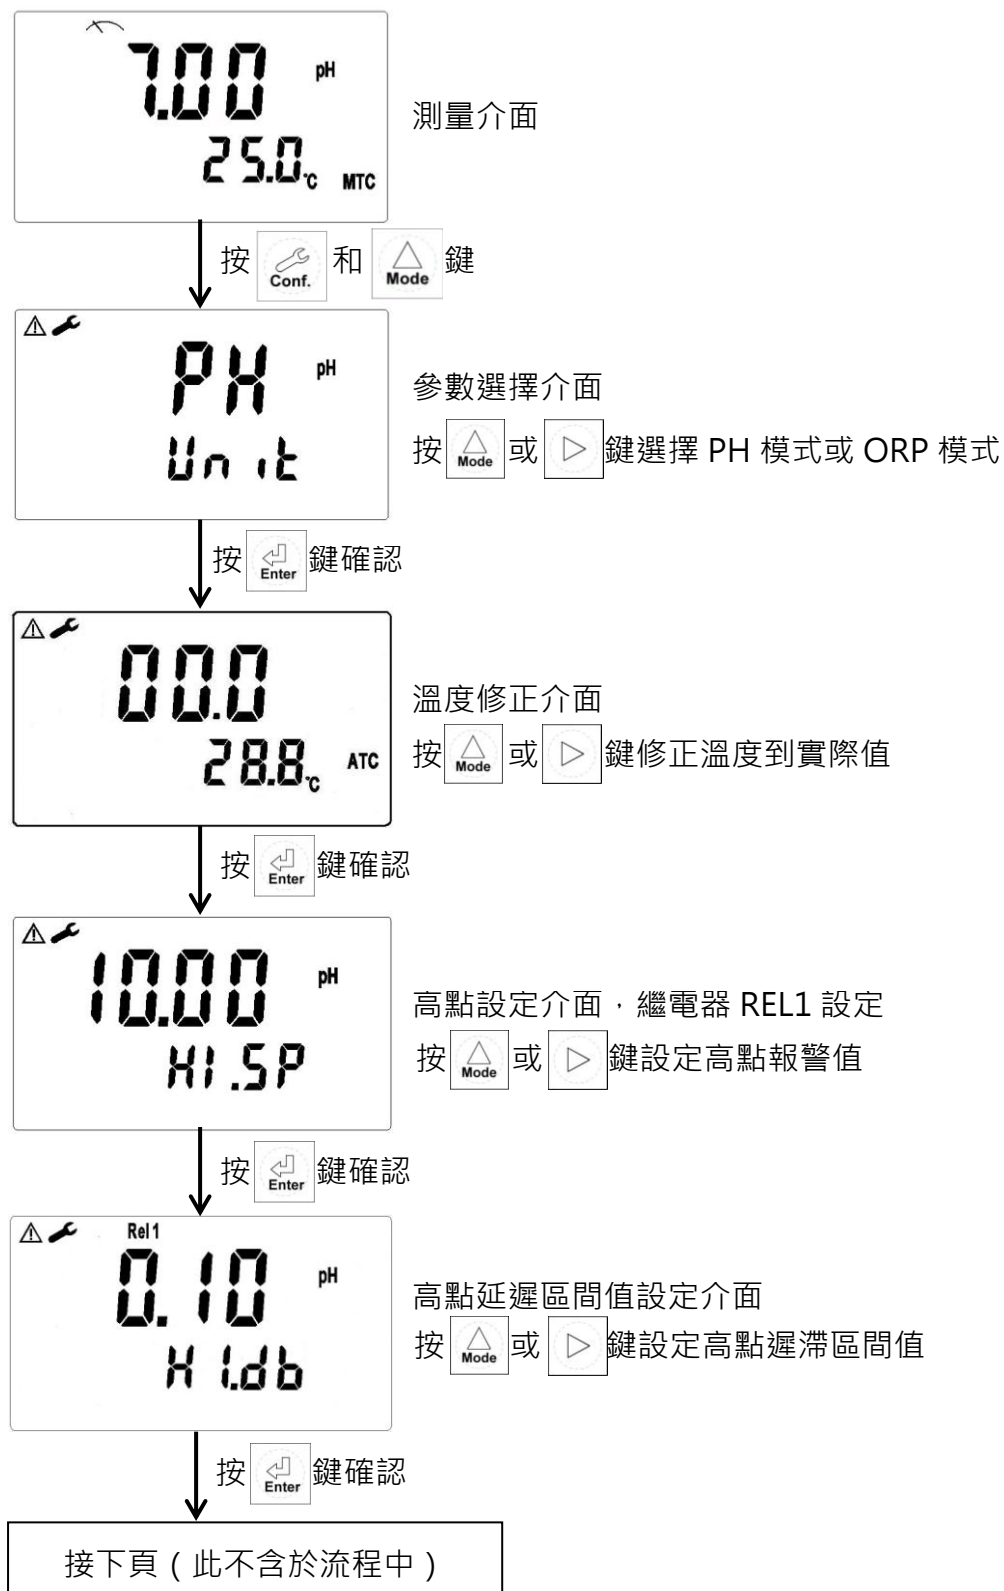 7.00 pH
25.0 ℃ MTC
測量介面
按 Conf. 和 Mode 鍵
PH pH
Unit
參數選擇介面
按 Mode 或 鍵選擇 PH 模式或 ORP 模式
按 Enter 鍵確認
00.0
28.8 ℃ ATC
溫度修正介面
按 Mode 或 鍵修正溫度到實際值
按 Enter 鍵確認
10.00 pH
HI.SP
高點設定介面，繼電器 REL1 設定
按 Mode 或 鍵設定高點報警值
按 Enter 鍵確認
Rel 1
0.10 pH
HI.db
高點延遲區間值設定介面
按 Mode 或 鍵設定高點遲滯區間值
按 Enter 鍵確認
接下頁（此不含於流程中）